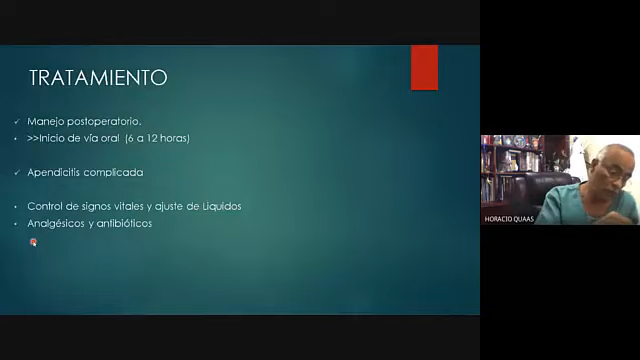 TRATAMIENTO
Manejo postoperatorio.
>>Inicio de vía oral (6 a 12 horas)
Apendicitis complicada
Control de signos vitales y ajuste de Liquidos
Analgésicos y antibióticos
HORACIO QUAAS